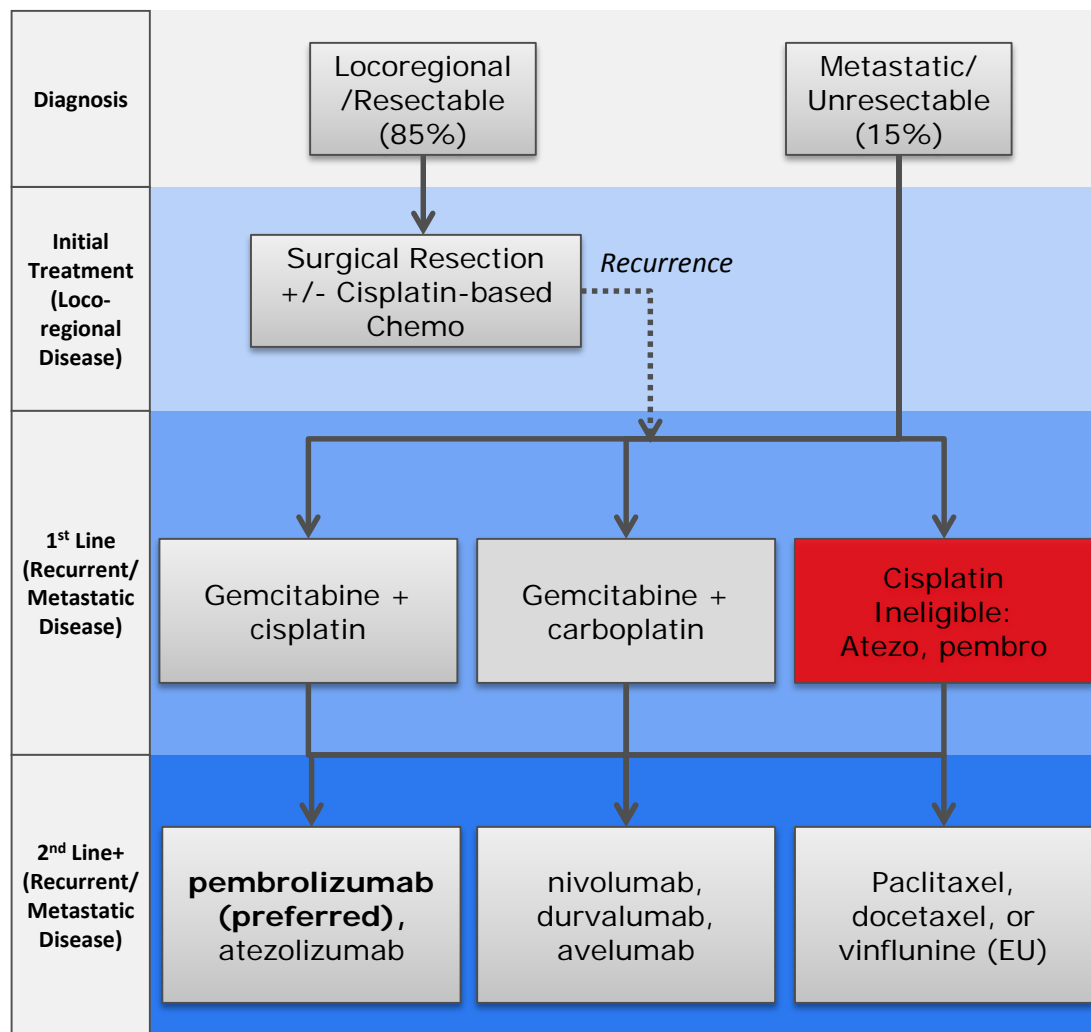 Diagnosis
Locoregional
/Resectable
(85%)
Metastatic/
Unresectable
(15%)
Initial
Treatment
(Loco-
regional
Disease)
Surgical Resection
+/- Cisplatin-based
Chemo
Recurrence
1st Line
(Recurrent/
Metastatic
Disease)
Gemcitabine +
cisplatin
Gemcitabine +
carboplatin
Cisplatin
Ineligible:
Atezo, pembro
2nd Line+
(Recurrent/
Metastatic
Disease)
pembrolizumab
(preferred),
atezolizumab
nivolumab,
durvalumab,
avelumab
Paclitaxel,
docetaxel, or
vinflunine (EU)